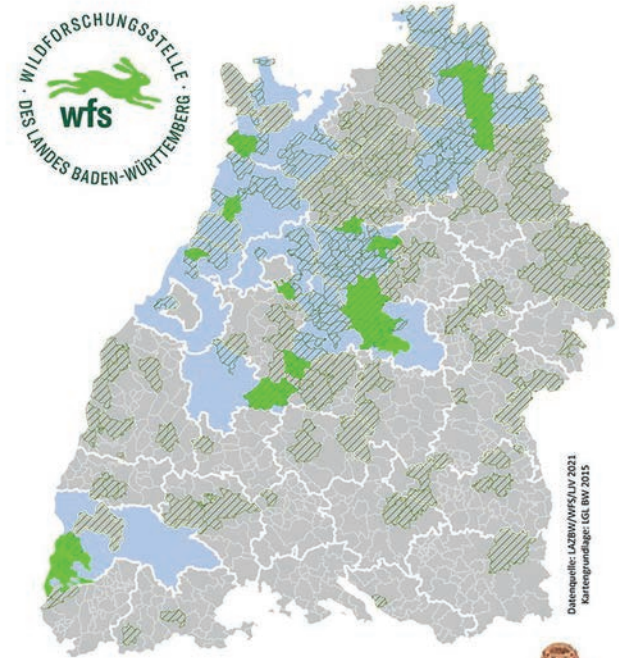 · WILDFORSCHUNGSSTELLE ·
DES LANDES BADEN-WÜRTTEMBERG
wfs
Datenquelle: LAZBW/WFS/LJV 2021
Kartengrundlage: LGL BW 2015